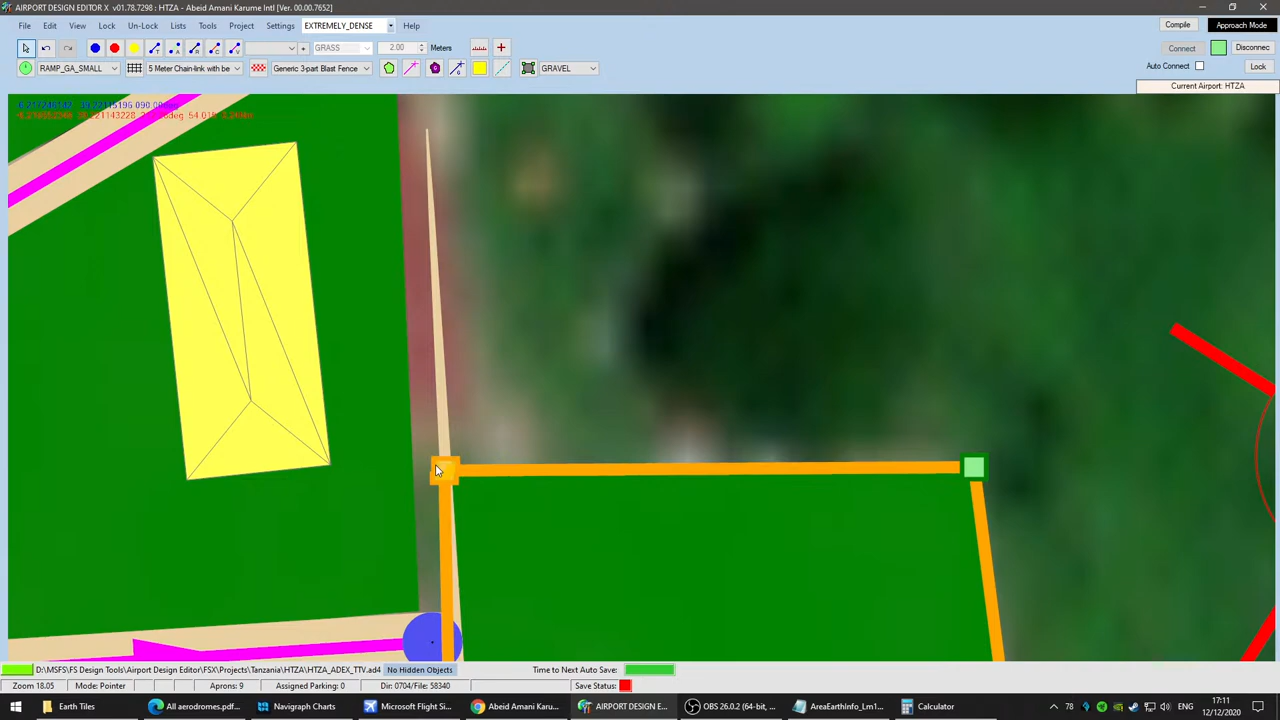 AIRPORT DESIGN EDITOR X v01.78.7298 : HTZA - Abeid Amani Karume Intl [Ver. 00.00.7652]
File Edit View Lock Un-Lock Lists Tools Project Settings EXTREMELY_DENSE Help
Compile Approach Mode
GRASS 2.00 Meters
Connect Disconnec
RAMP_GA_SMALL 5 Meter Chain-link with be Generic 3-part Blast Fence GRAVEL
Auto Connect Lock
Current Airport: HTZA
D:\MSFS\FS Design Tools\Airport Design Editor\FSX\Projects\Tanzania\HTZA\HTZA_ADEX_TTV.ad4 No Hidden Objects Time to Next Auto Save:
Zoom 18.05 Mode: Pointer Aprons: 9 Assigned Parking: 0 Dir: 0704/File: 58340 Save Status:
Earth Tiles All aerodromes.pdf... Navigraph Charts Microsoft Flight Si... Abeid Amani Karu... AIRPORT DESIGN E... OBS 26.0.2 (64-bit, ... AreaEarthInfo_Lm1... Calculator 78 ENG 17:11
12/12/2020